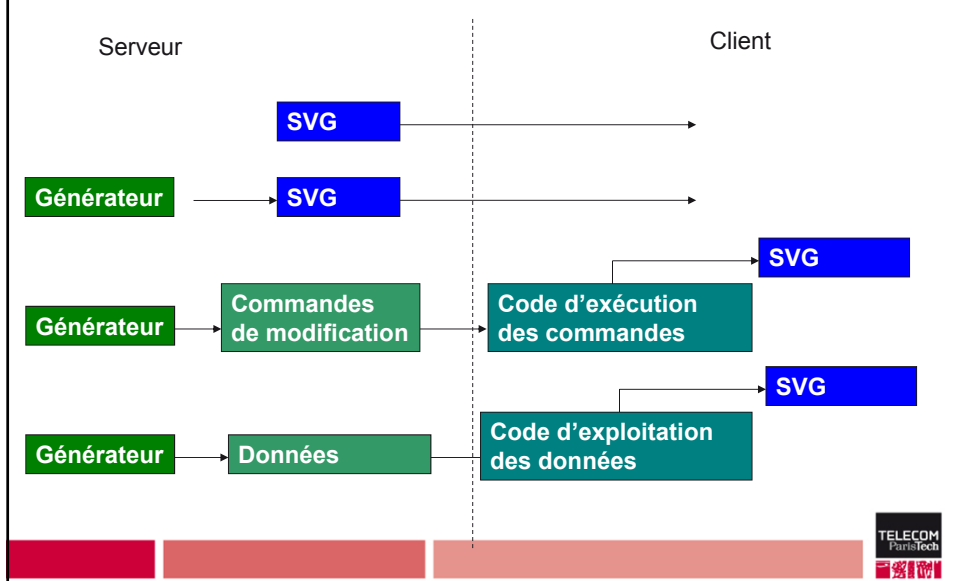 Serveur
Client
SVG
Générateur
SVG
SVG
Générateur
Commandes
de modification
Code d’exécution
des commandes
SVG
Générateur
Données
Code d’exploitation
des données
TELECOM
ParisTech